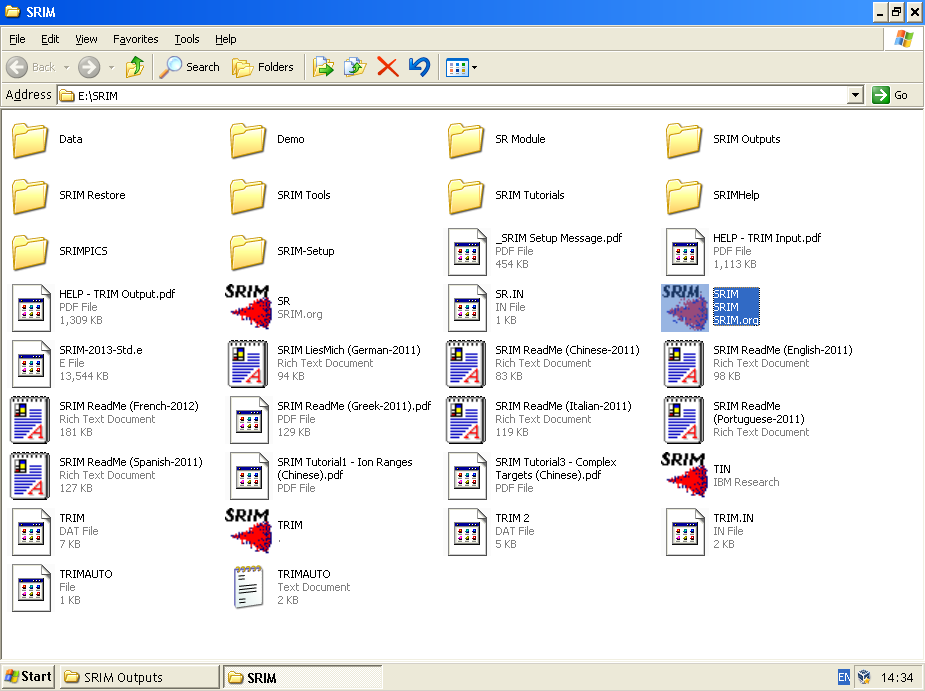 SRIM
File Edit View Favorites Tools Help
Back Search Folders
Address E:\SRIM Go
Data
Demo
SR Module
SRIM Outputs
SRIM Restore
SRIM Tools
SRIM Tutorials
SRIMHelp
SRIMPICS
SRIM-Setup
_SRIM Setup Message.pdf
PDF File
454 KB
HELP - TRIM Input.pdf
PDF File
1,113 KB
HELP - TRIM Output.pdf
PDF File
1,309 KB
SRIM
SR
SRIM.org
SR.IN
IN File
1 KB
SRIM
SRIM
SRIM
SRIM.org
SRIM-2013-Std.e
E File
13,544 KB
SRIM LiesMich (German-2011)
Rich Text Document
94 KB
SRIM ReadMe (Chinese-2011)
Rich Text Document
83 KB
SRIM ReadMe (English-2011)
Rich Text Document
98 KB
SRIM ReadMe (French-2012)
Rich Text Document
181 KB
SRIM ReadMe (Greek-2011).pdf
PDF File
129 KB
SRIM ReadMe (Italian-2011)
Rich Text Document
119 KB
SRIM ReadMe
(Portuguese-2011)
Rich Text Document
SRIM ReadMe (Spanish-2011)
Rich Text Document
127 KB
SRIM Tutorial1 - Ion Ranges
(Chinese).pdf
PDF File
SRIM Tutorial3 - Complex
Targets (Chinese).pdf
PDF File
SRIM
TIN
IBM Research
TRIM
DAT File
7 KB
SRIM
TRIM
.
TRIM 2
DAT File
5 KB
TRIM.IN
IN File
2 KB
TRIMAUTO
File
1 KB
TRIMAUTO
Text Document
2 KB
Start SRIM Outputs SRIM EN 14:34